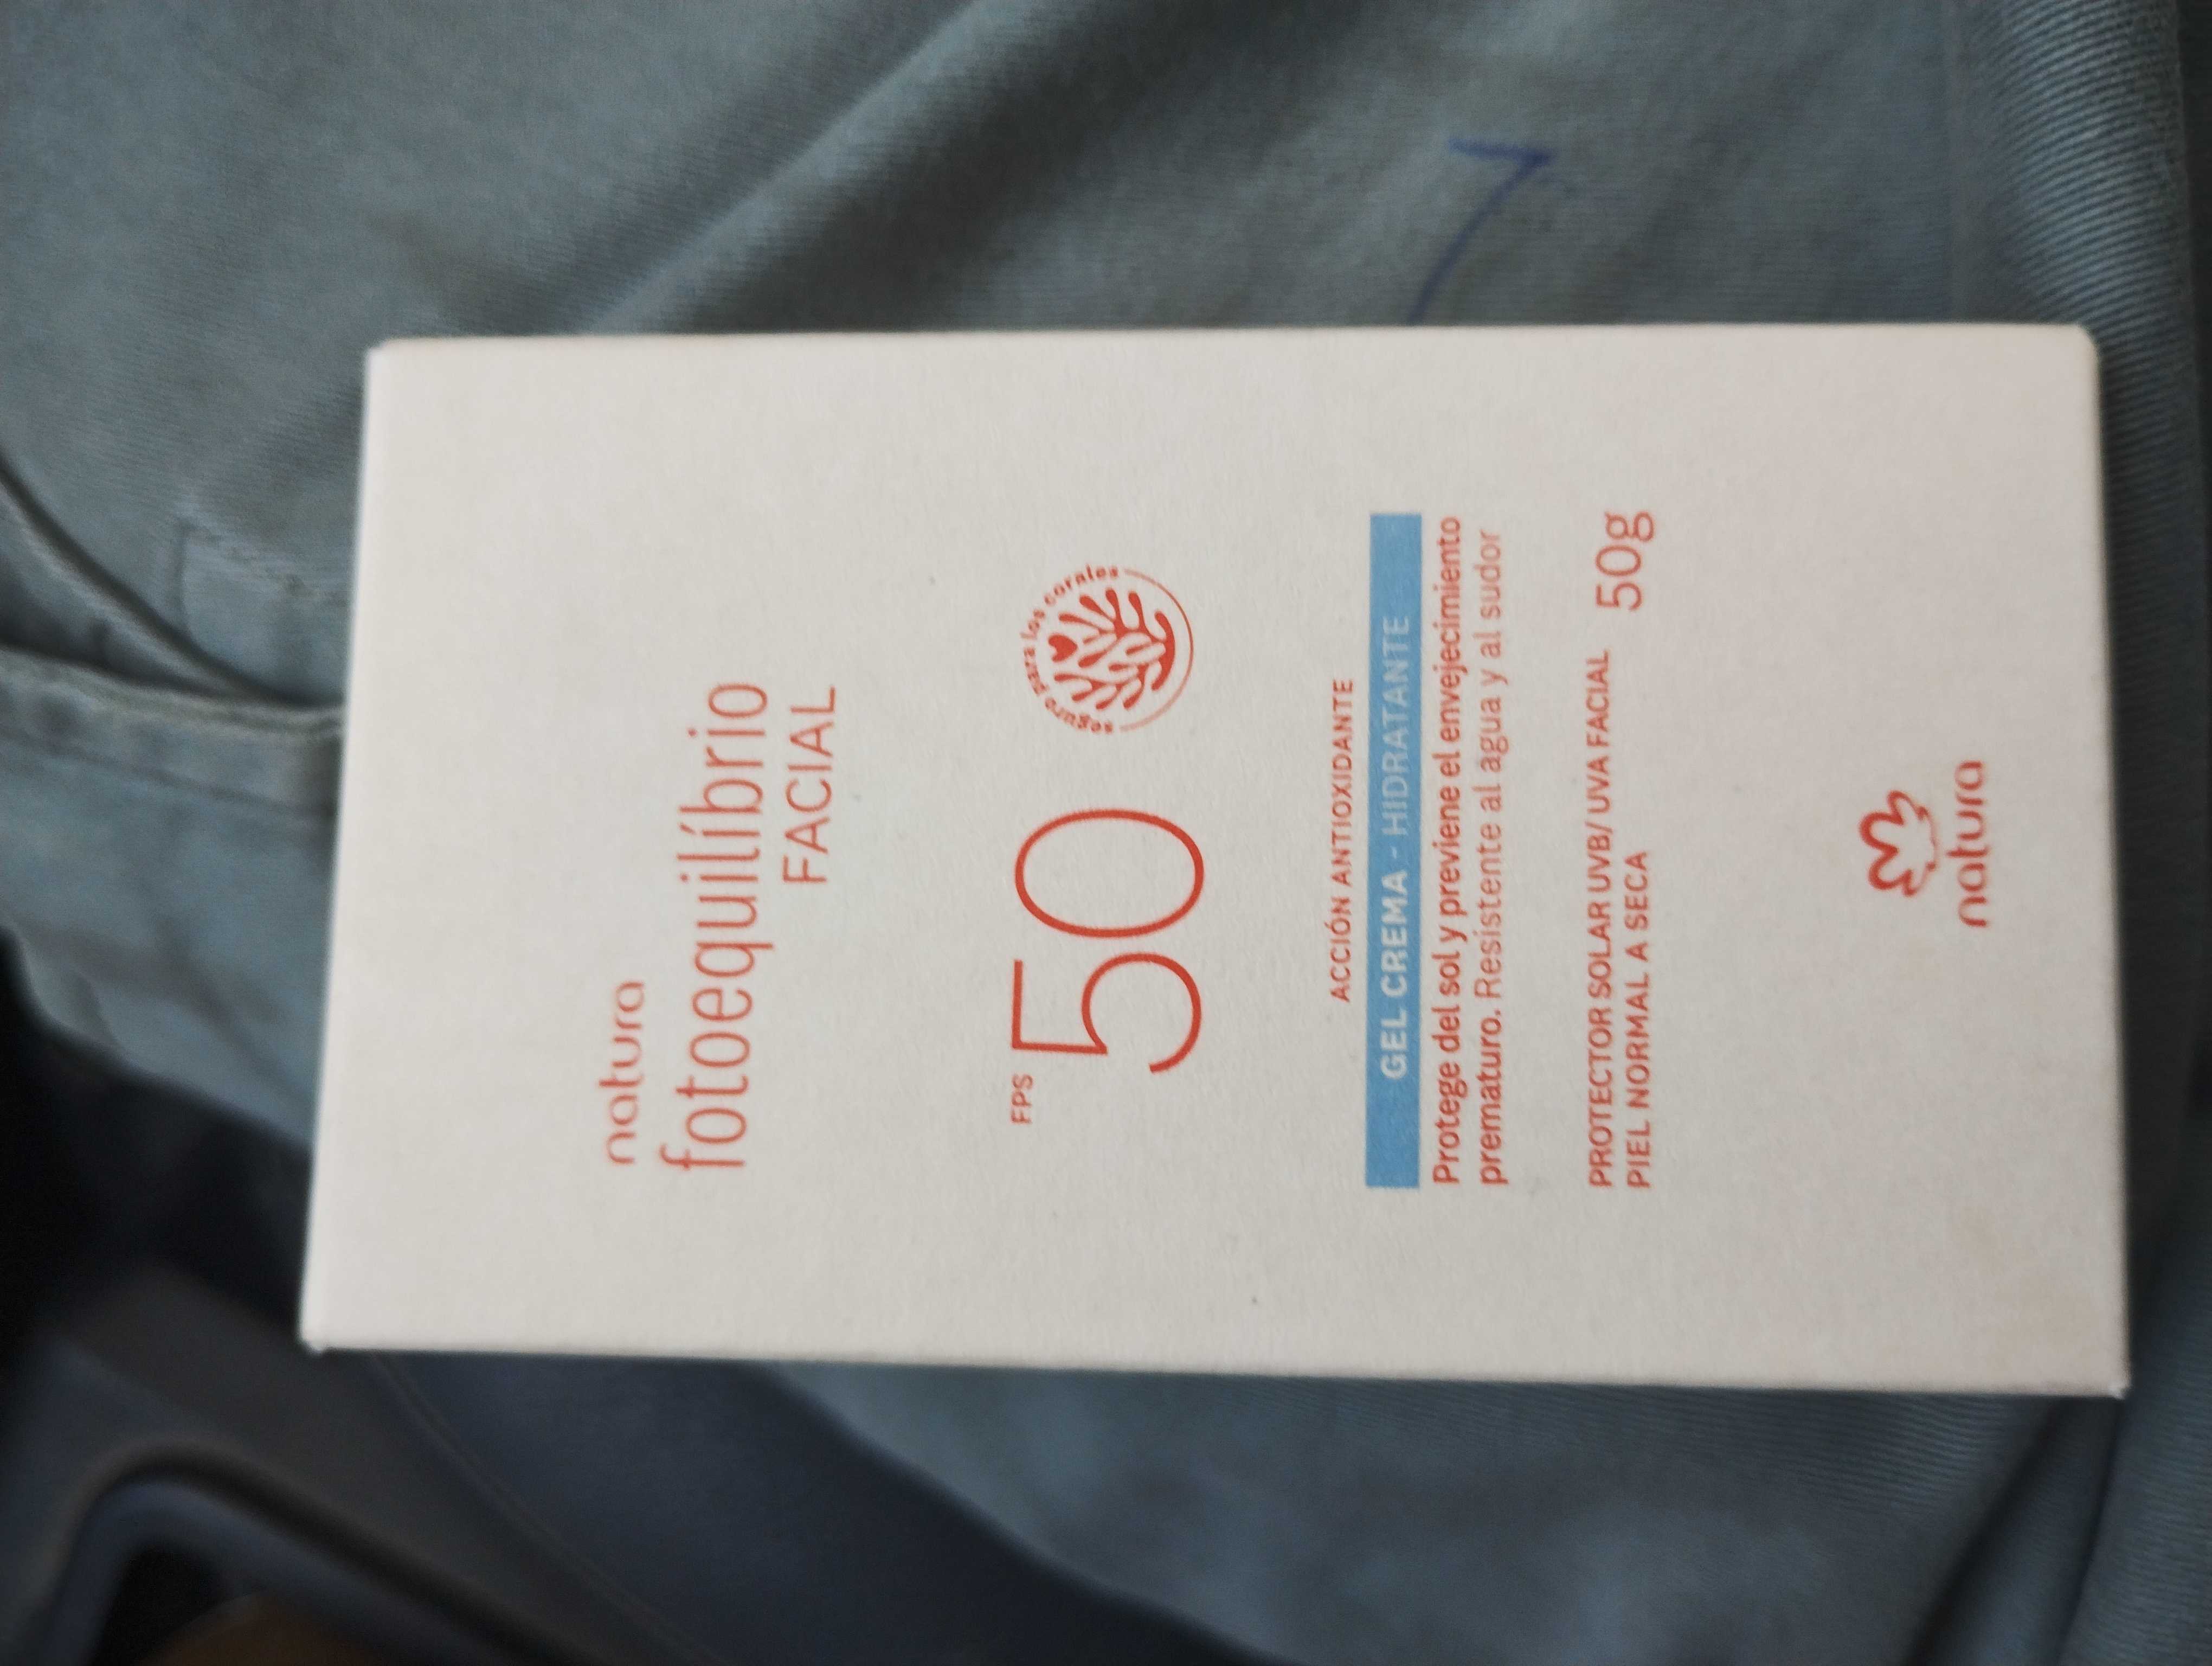 natura
fotoequilíbrio
FACIAL
FPS
50
seguro para los corales
ACCIÓN ANTIOXIDANTE
GEL CREMA - HIDRATANTE
Protege del sol y previene el envejecimiento
prematuro. Resistente al agua y al sudor
PROTECTOR SOLAR UVB/ UVA FACIAL
PIEL NORMAL A SECA
50g
natura